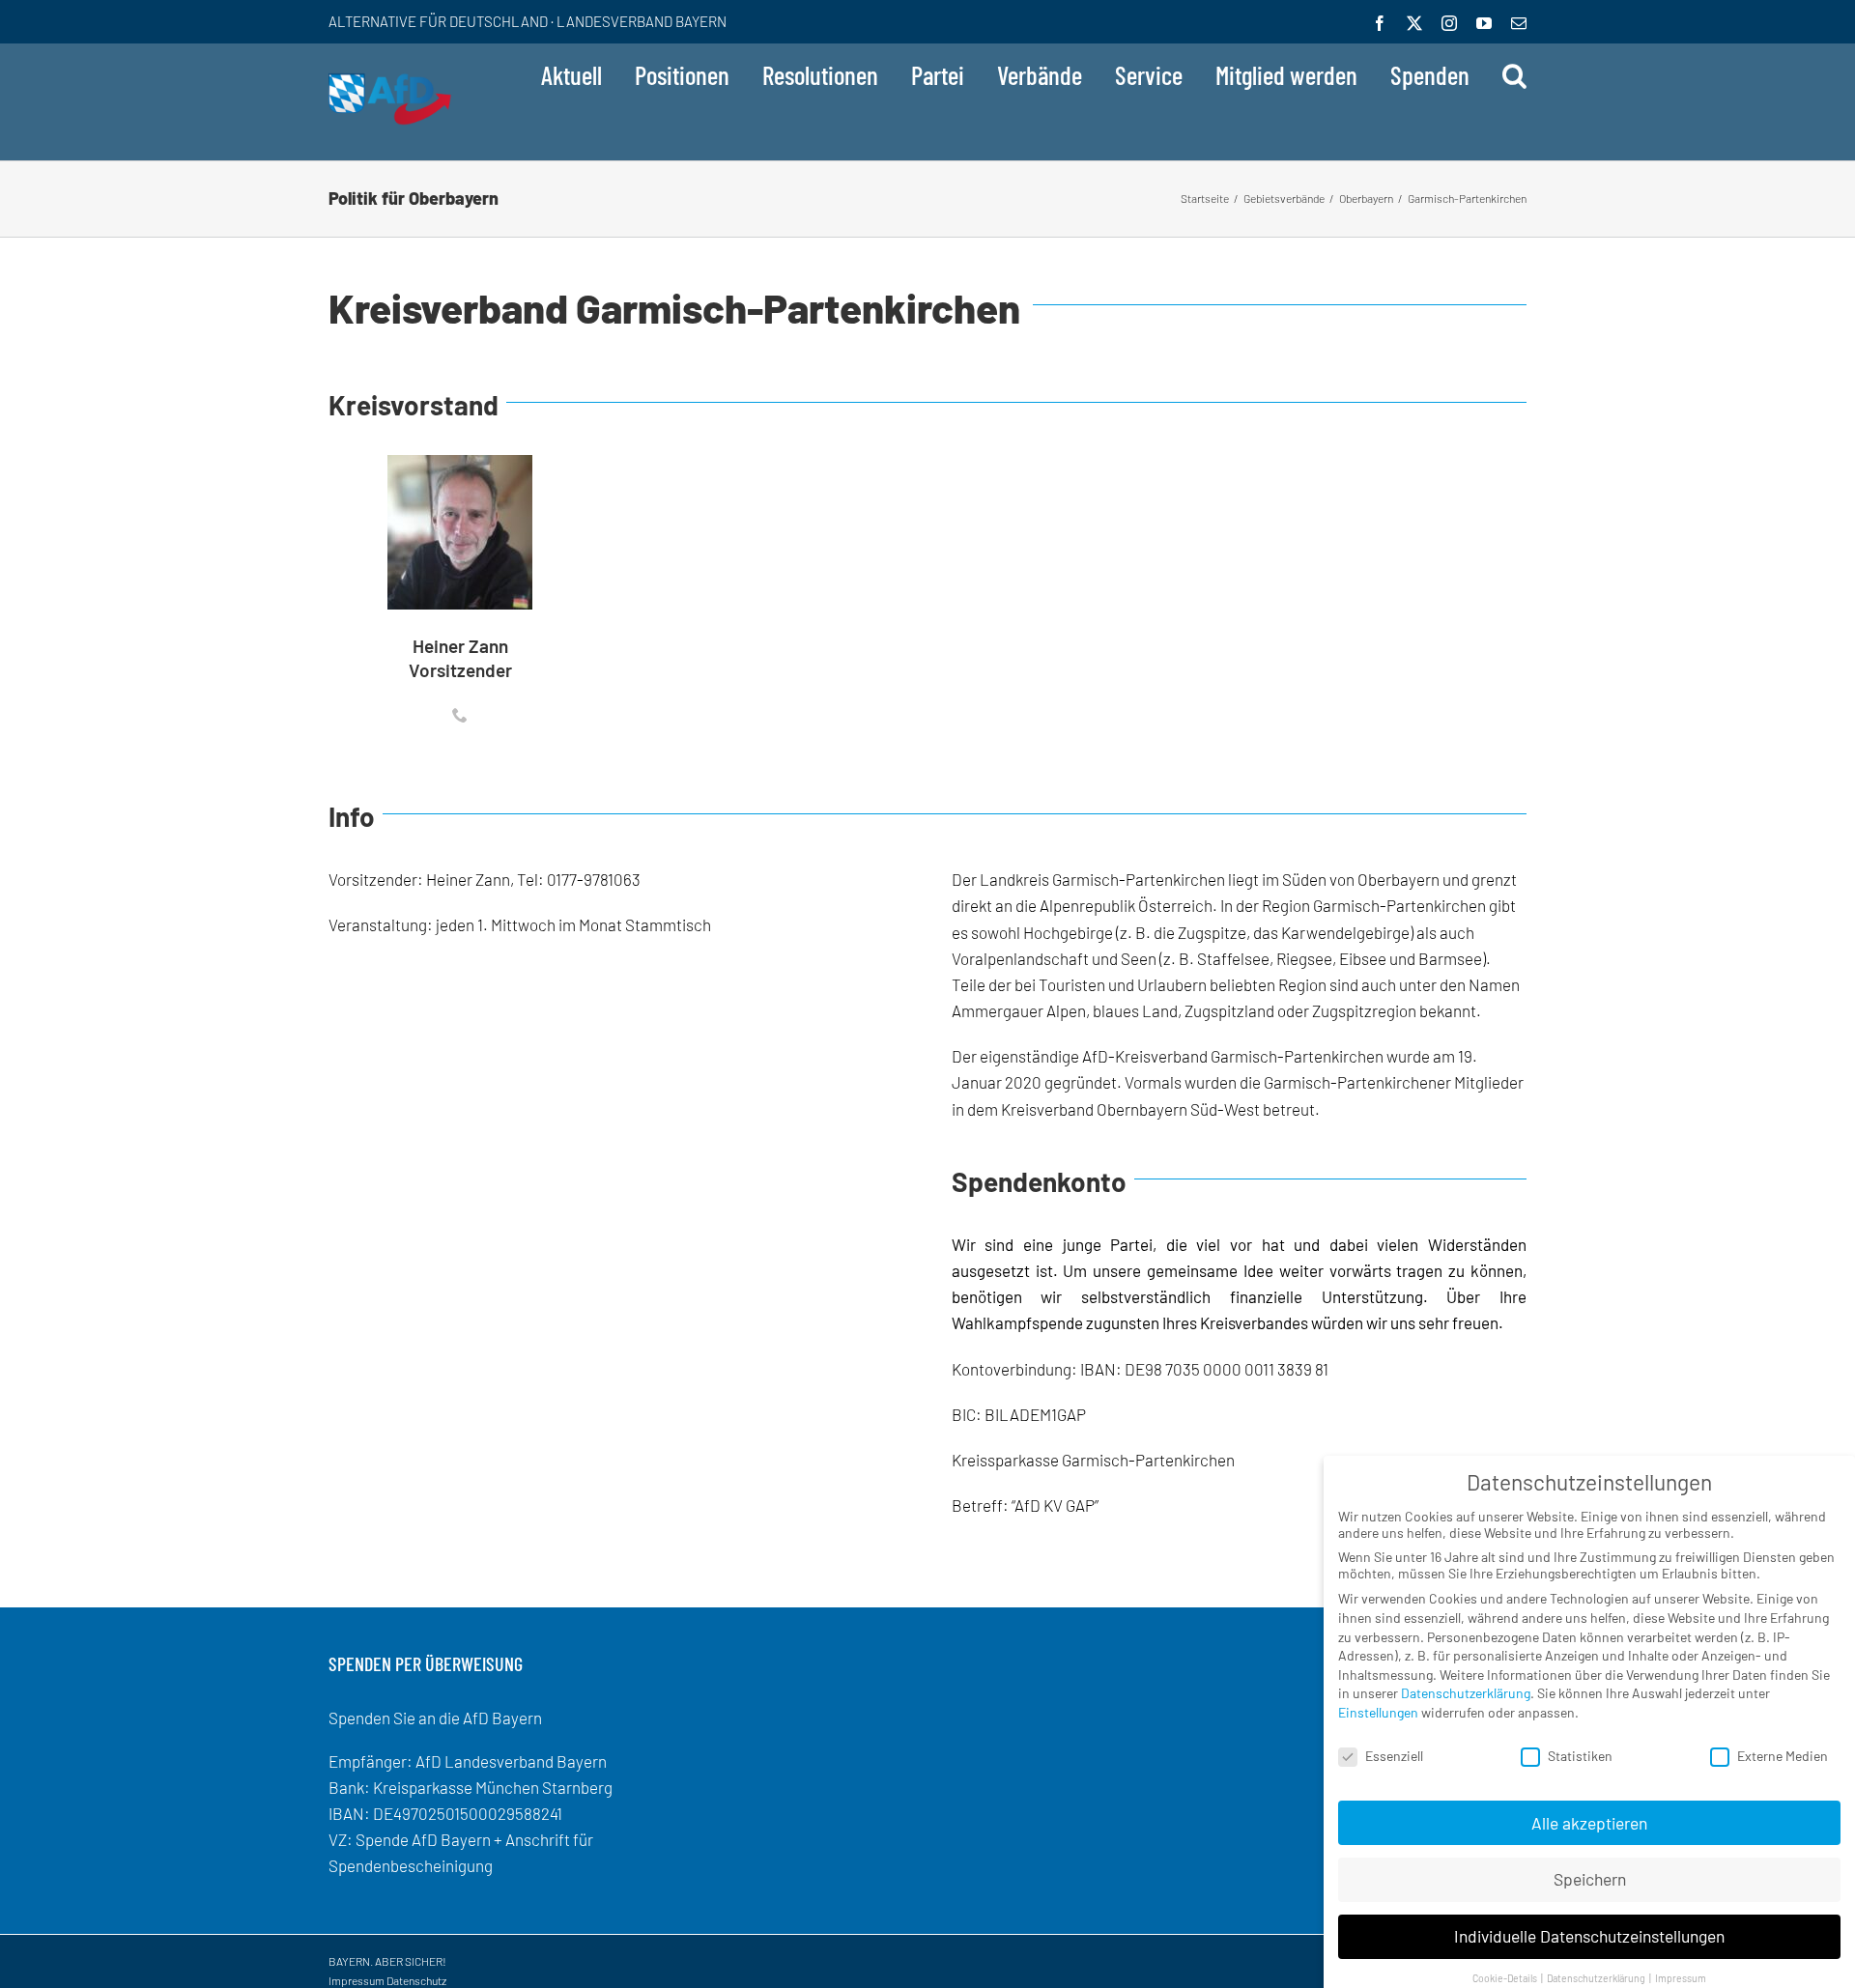 ALTERNATIVE FÜR DEUTSCHLAND · LANDESVERBAND BAYERN
AfD
Aktuell Positionen Resolutionen Partei Verbände Service Mitglied werden Spenden
Politik für Oberbayern
Startseite / Gebietsverbände / Oberbayern / Garmisch-Partenkirchen
Kreisverband Garmisch-Partenkirchen
Kreisvorstand
Heiner Zann
Vorsitzender
Info
Vorsitzender: Heiner Zann, Tel: 0177-9781063
Veranstaltung: jeden 1. Mittwoch im Monat Stammtisch
Der Landkreis Garmisch-Partenkirchen liegt im Süden von Oberbayern und grenzt
direkt an die Alpenrepublik Österreich. In der Region Garmisch-Partenkirchen gibt
es sowohl Hochgebirge (z. B. die Zugspitze, das Karwendelgebirge) als auch
Voralpenlandschaft und Seen (z. B. Staffelsee, Riegsee, Eibsee und Barmsee).
Teile der bei Touristen und Urlaubern beliebten Region sind auch unter den Namen
Ammergauer Alpen, blaues Land, Zugspitzland oder Zugspitzregion bekannt.
Der eigenständige AfD-Kreisverband Garmisch-Partenkirchen wurde am 19.
Januar 2020 gegründet. Vormals wurden die Garmisch-Partenkirchener Mitglieder
in dem Kreisverband Obernbayern Süd-West betreut.
Spendenkonto
Wir sind eine junge Partei, die viel vor hat und dabei vielen Widerständen
ausgesetzt ist. Um unsere gemeinsame Idee weiter vorwärts tragen zu können,
benötigen wir selbstverständlich finanzielle Unterstützung. Über Ihre
Wahlkampfspende zugunsten Ihres Kreisverbandes würden wir uns sehr freuen.
Kontoverbindung: IBAN: DE98 7035 0000 0011 3839 81
BIC: BILADEM1GAP
Kreissparkasse Garmisch-Partenkirchen
Betreff: “AfD KV GAP”
SPENDEN PER ÜBERWEISUNG
Spenden Sie an die AfD Bayern
Empfänger: AfD Landesverband Bayern
Bank: Kreisparkasse München Starnberg
IBAN: DE49702501500029588241
VZ: Spende AfD Bayern + Anschrift für
Spendenbescheinigung
BAYERN. ABER SICHER!
Impressum Datenschutz
Datenschutzeinstellungen
Wir nutzen Cookies auf unserer Website. Einige von ihnen sind essenziell, während
andere uns helfen, diese Website und Ihre Erfahrung zu verbessern.
Wenn Sie unter 16 Jahre alt sind und Ihre Zustimmung zu freiwilligen Diensten geben
möchten, müssen Sie Ihre Erziehungsberechtigten um Erlaubnis bitten.
Wir verwenden Cookies und andere Technologien auf unserer Website. Einige von
ihnen sind essenziell, während andere uns helfen, diese Website und Ihre Erfahrung
zu verbessern. Personenbezogene Daten können verarbeitet werden (z. B. IP-
Adressen), z. B. für personalisierte Anzeigen und Inhalte oder Anzeigen- und
Inhaltsmessung. Weitere Informationen über die Verwendung Ihrer Daten finden Sie
in unserer Datenschutzerklärung. Sie können Ihre Auswahl jederzeit unter
Einstellungen widerrufen oder anpassen.
Essenziell Statistiken Externe Medien
Alle akzeptieren
Speichern
Individuelle Datenschutzeinstellungen
Cookie-Details | Datenschutzerklärung | Impressum